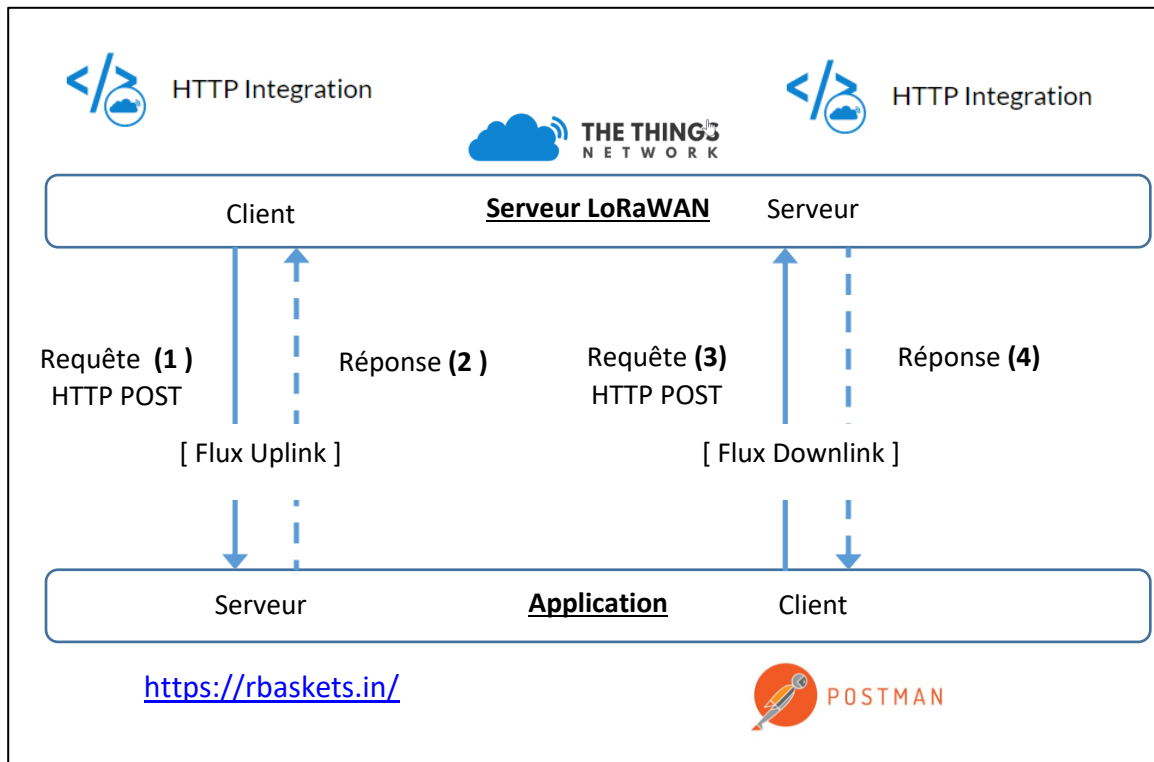 HTTP Integration
HTTP Integration
THE THINGS
NETWORK
Client
Serveur LoRaWAN
Serveur
Requête (1 )
HTTP POST
Réponse (2 )
Requête (3)
HTTP POST
Réponse (4)
[ Flux Uplink ]
[ Flux Downlink ]
Serveur
Application
Client
https://rbaskets.in/
POSTMAN